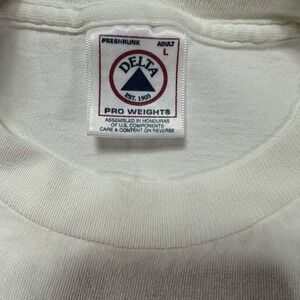 PRESHRUNK ADULT
L
DELTA
EST. 1903
PRO WEIGHT®
ASSEMBLED IN HONDURAS
OF U.S. COMPONENTS
CARE & CONTENT ON REVERSE